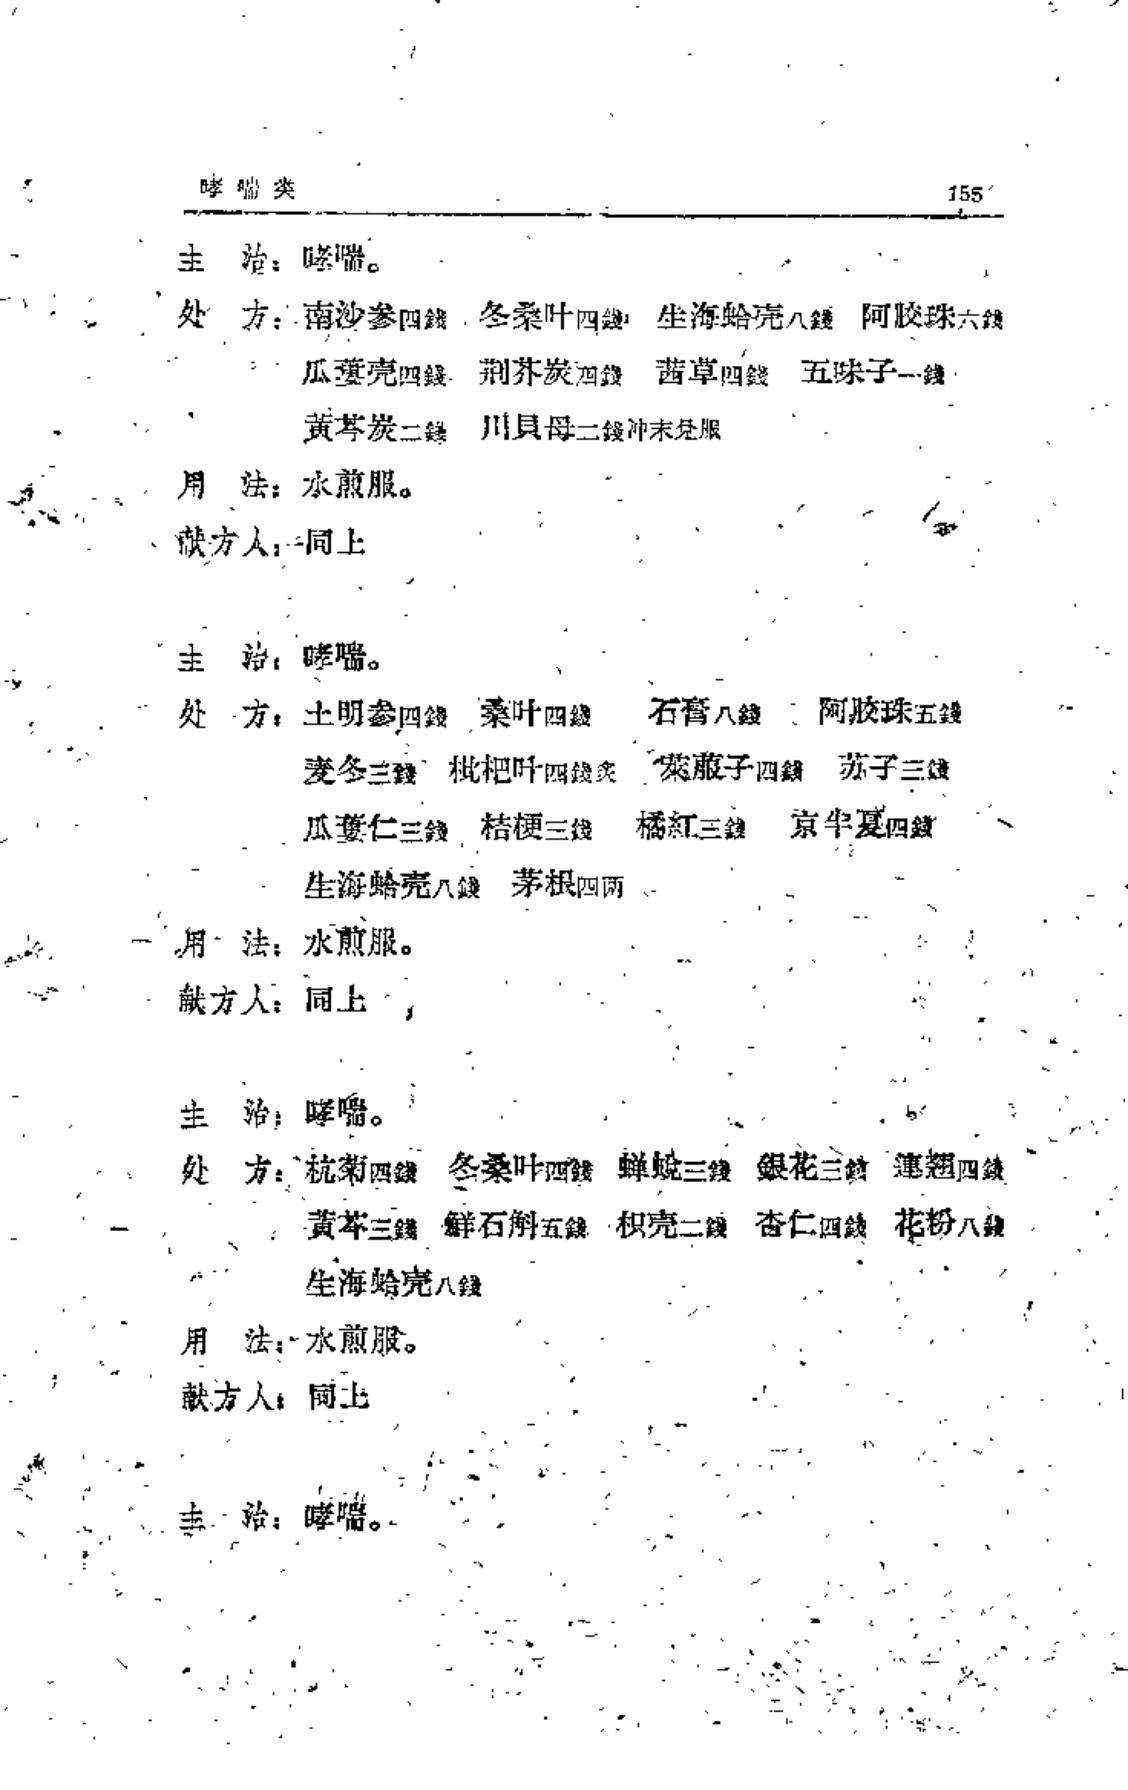 哮喘类 155
主 治：哮喘。
处 方：南沙参四錢 冬桑叶四錢 生海蛤壳八錢 阿胶珠六錢
瓜蔞壳四錢 荆芥炭四錢 茜草四錢 五味子一錢
黄芩炭二錢 川貝母二錢冲末兑服
用 法：水煎服。
献方人：同上
主 治：哮喘。
处 方：土明参四錢 桑叶四錢 石膏八錢 阿胶珠五錢
麦冬三錢 枇杷叶四錢炙 莱菔子四錢 苏子三錢
瓜蔞仁三錢 桔梗三錢 橘紅三錢 京半夏四錢
生海蛤壳八錢 茅根四两
用 法：水煎服。
献方人：同上
主 治：哮喘。
处 方：杭菊四錢 冬桑叶四錢 蝉蜕三錢 銀花三錢 連翘四錢
黄芩三錢 鮮石斛五錢 枳壳二錢 杏仁四錢 花粉八錢
生海蛤壳八錢
用 法：水煎服。
献方人：同上
主 治：哮喘。